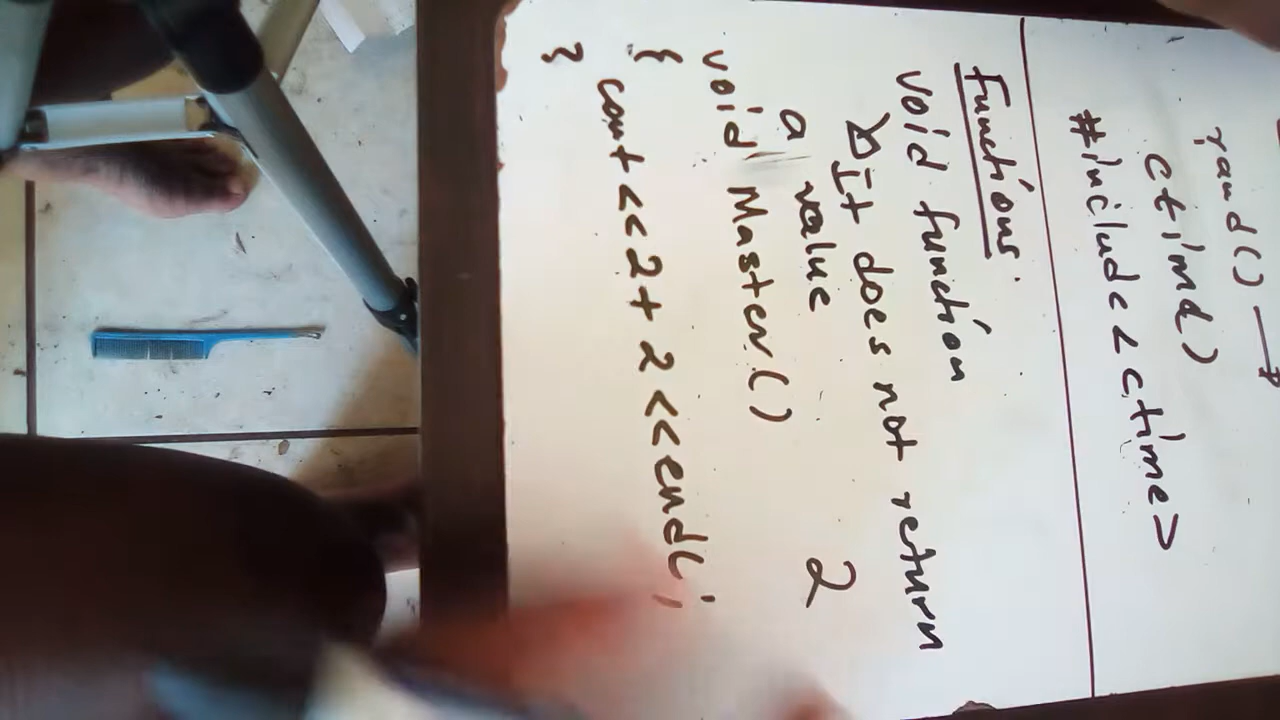 rand() →
ctime)
#include<ctime>
Functions.
void function
It does not return
a value
2
void Master()
{ cout<<2+2<<endl;
}